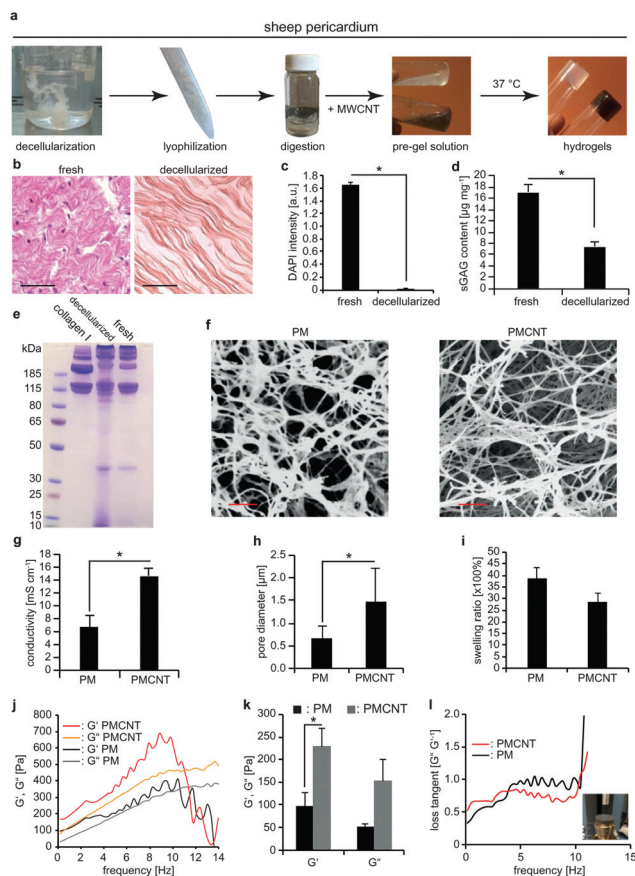 a
sheep pericardium
+ MWCNT
37 °C
decellularization
lyophilization
digestion
pre-gel solution
hydrogels
b
fresh
decellularized
c
DAPI intensity [a.u.]
1.8
1.6
1.4
1.2
1.0
0.8
0.6
0.4
0.2
0
*
fresh
decellularized
d
sGAG content [µg mg⁻¹]
20
18
16
14
12
10
8
6
4
2
0
*
fresh
decellularized
e
collagen I
decellularized
fresh
kDa
185
115
80
65
50
30
25
15
10
f
PM
PMCNT
g
conductivity [mS cm⁻¹]
16
14
12
10
8
6
4
2
0
*
PM
PMCNT
h
pore diameter [µm]
2.5
2.0
1.5
1.0
0.5
0
*
PM
PMCNT
i
swelling ratio [x100%]
50
45
40
35
30
25
20
15
10
5
0
PM
PMCNT
j
G‘, G“ [Pa]
800
700
600
500
400
300
200
100
0
: G‘ PMCNT
: G“ PMCNT
: G‘ PM
: G“ PM
0 2 4 6 8 10 12 14
frequency [Hz]
k
: PM : PMCNT
G‘, G“ [Pa]
300
250
200
150
100
50
0
*
G‘
G“
l
loss tangent [G“ G‘⁻¹]
2.0
1.5
1.0
0.5
0
: PMCNT
: PM
0 5 10 15
frequency [Hz]